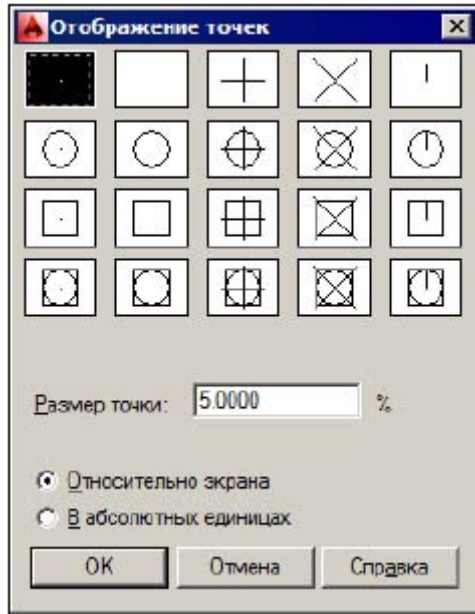 Отображение точек
Размер точки: 5.0000 %
Относительно экрана
В абсолютных единицах
OK Отмена Справка